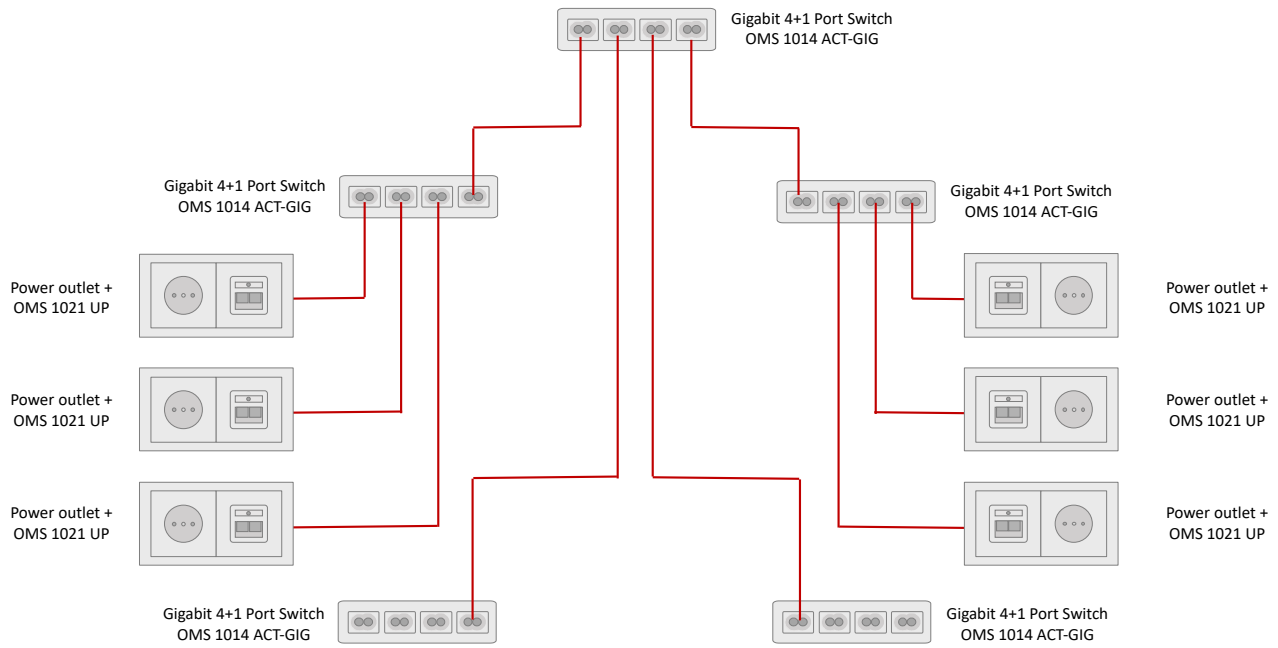 Gigabit 4+1 Port Switch
OMS 1014 ACT-GIG
Gigabit 4+1 Port Switch
OMS 1014 ACT-GIG
Gigabit 4+1 Port Switch
OMS 1014 ACT-GIG
Power outlet +
OMS 1021 UP
Power outlet +
OMS 1021 UP
Power outlet +
OMS 1021 UP
Power outlet +
OMS 1021 UP
Power outlet +
OMS 1021 UP
Power outlet +
OMS 1021 UP
Gigabit 4+1 Port Switch
OMS 1014 ACT-GIG
Gigabit 4+1 Port Switch
OMS 1014 ACT-GIG